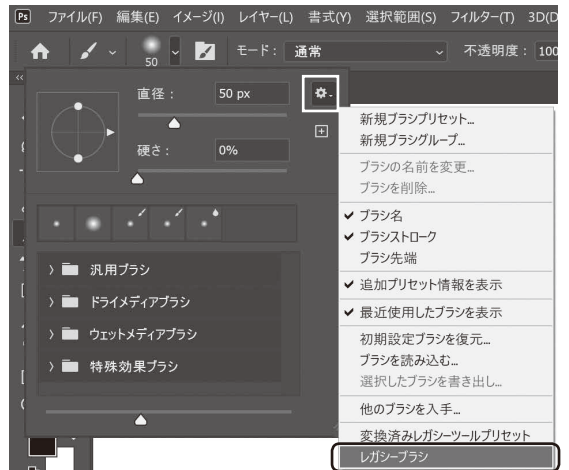 Ps ファイル(F) 編集(E) イメージ(I) レイヤー(L) 書式(Y) 選択範囲(S) フィルター(T) 3D(D
50 モード： 通常 不透明度： 100
直径： 50 px
硬さ： 0%
汎用ブラシ
ドライメディアブラシ
ウェットメディアブラシ
特殊効果ブラシ
新規ブラシプリセット...
新規ブラシグループ...
ブラシの名前を変更...
ブラシを削除...
ブラシ名
ブラシストローク
ブラシ先端
追加プリセット情報を表示
最近使用したブラシを表示
初期設定ブラシを復元...
ブラシを読み込む...
選択したブラシを書き出し...
他のブラシを入手...
変換済みレガシーツールプリセット
レガシーブラシ